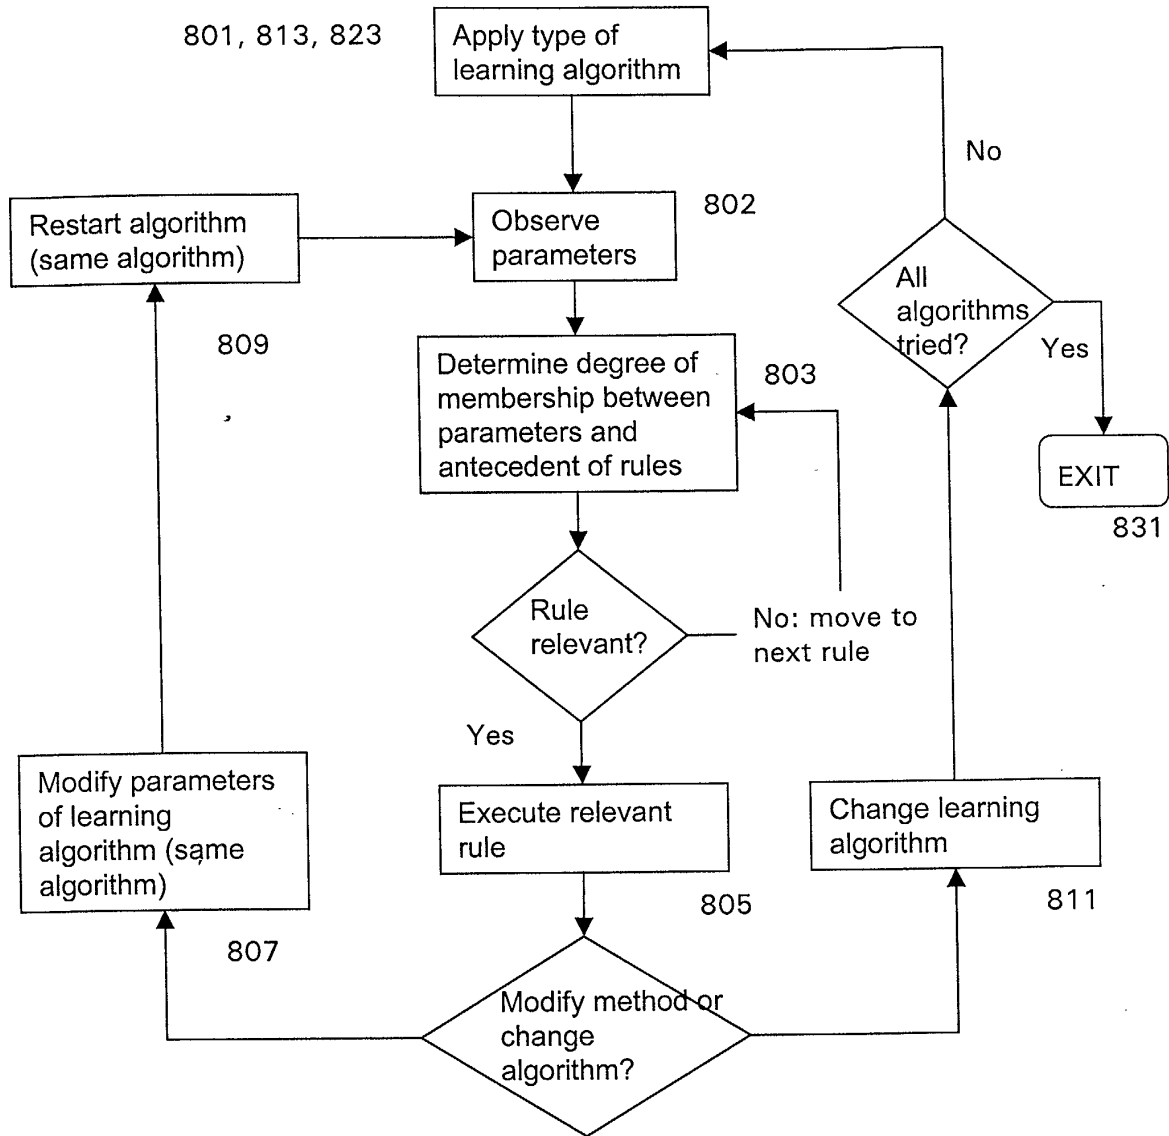 801, 813, 823
Apply type of
learning algorithm
No
Restart algorithm
(same algorithm)
Observe
parameters
802
All
algorithms
tried?
Yes
809
Determine degree of
membership between
parameters and
antecedent of rules
803
EXIT
831
Rule
relevant?
No: move to
next rule
Yes
Modify parameters
of learning
algorithm (same
algorithm)
Execute relevant
rule
Change learning
algorithm
805
811
807
Modify method or
change
algorithm?